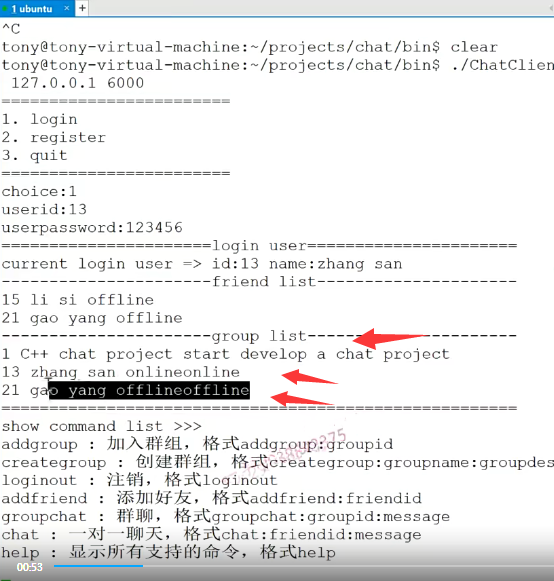 1 ubuntu
^C
tony@tony-virtual-machine:~/projects/chat/bin$ clear
tony@tony-virtual-machine:~/projects/chat/bin$ ./ChatClien
127.0.0.1 6000
========================
1. login
2. register
3. quit
========================
choice:1
userid:13
userpassword:123456
======================login user======================
current login user => id:13 name:zhang san
----------------------friend list---------------------
15 li si offline
21 gao yang offline
----------------------group list----------------------
1 C++ chat project start develop a chat project
13 zhang san onlineonline
21 gao yang offlineoffline
======================================================
show command list >>>
addgroup : 加入群组，格式addgroup:groupid
creategroup : 创建群组，格式creategroup:groupname:groupdes
loginout : 注销，格式loginout
addfriend : 添加好友，格式addfriend:friendid
groupchat : 群聊，格式groupchat:groupid:message
chat : 一对一聊天，格式chat:friendid:message
help : 显示所有支持的命令，格式help
00:53